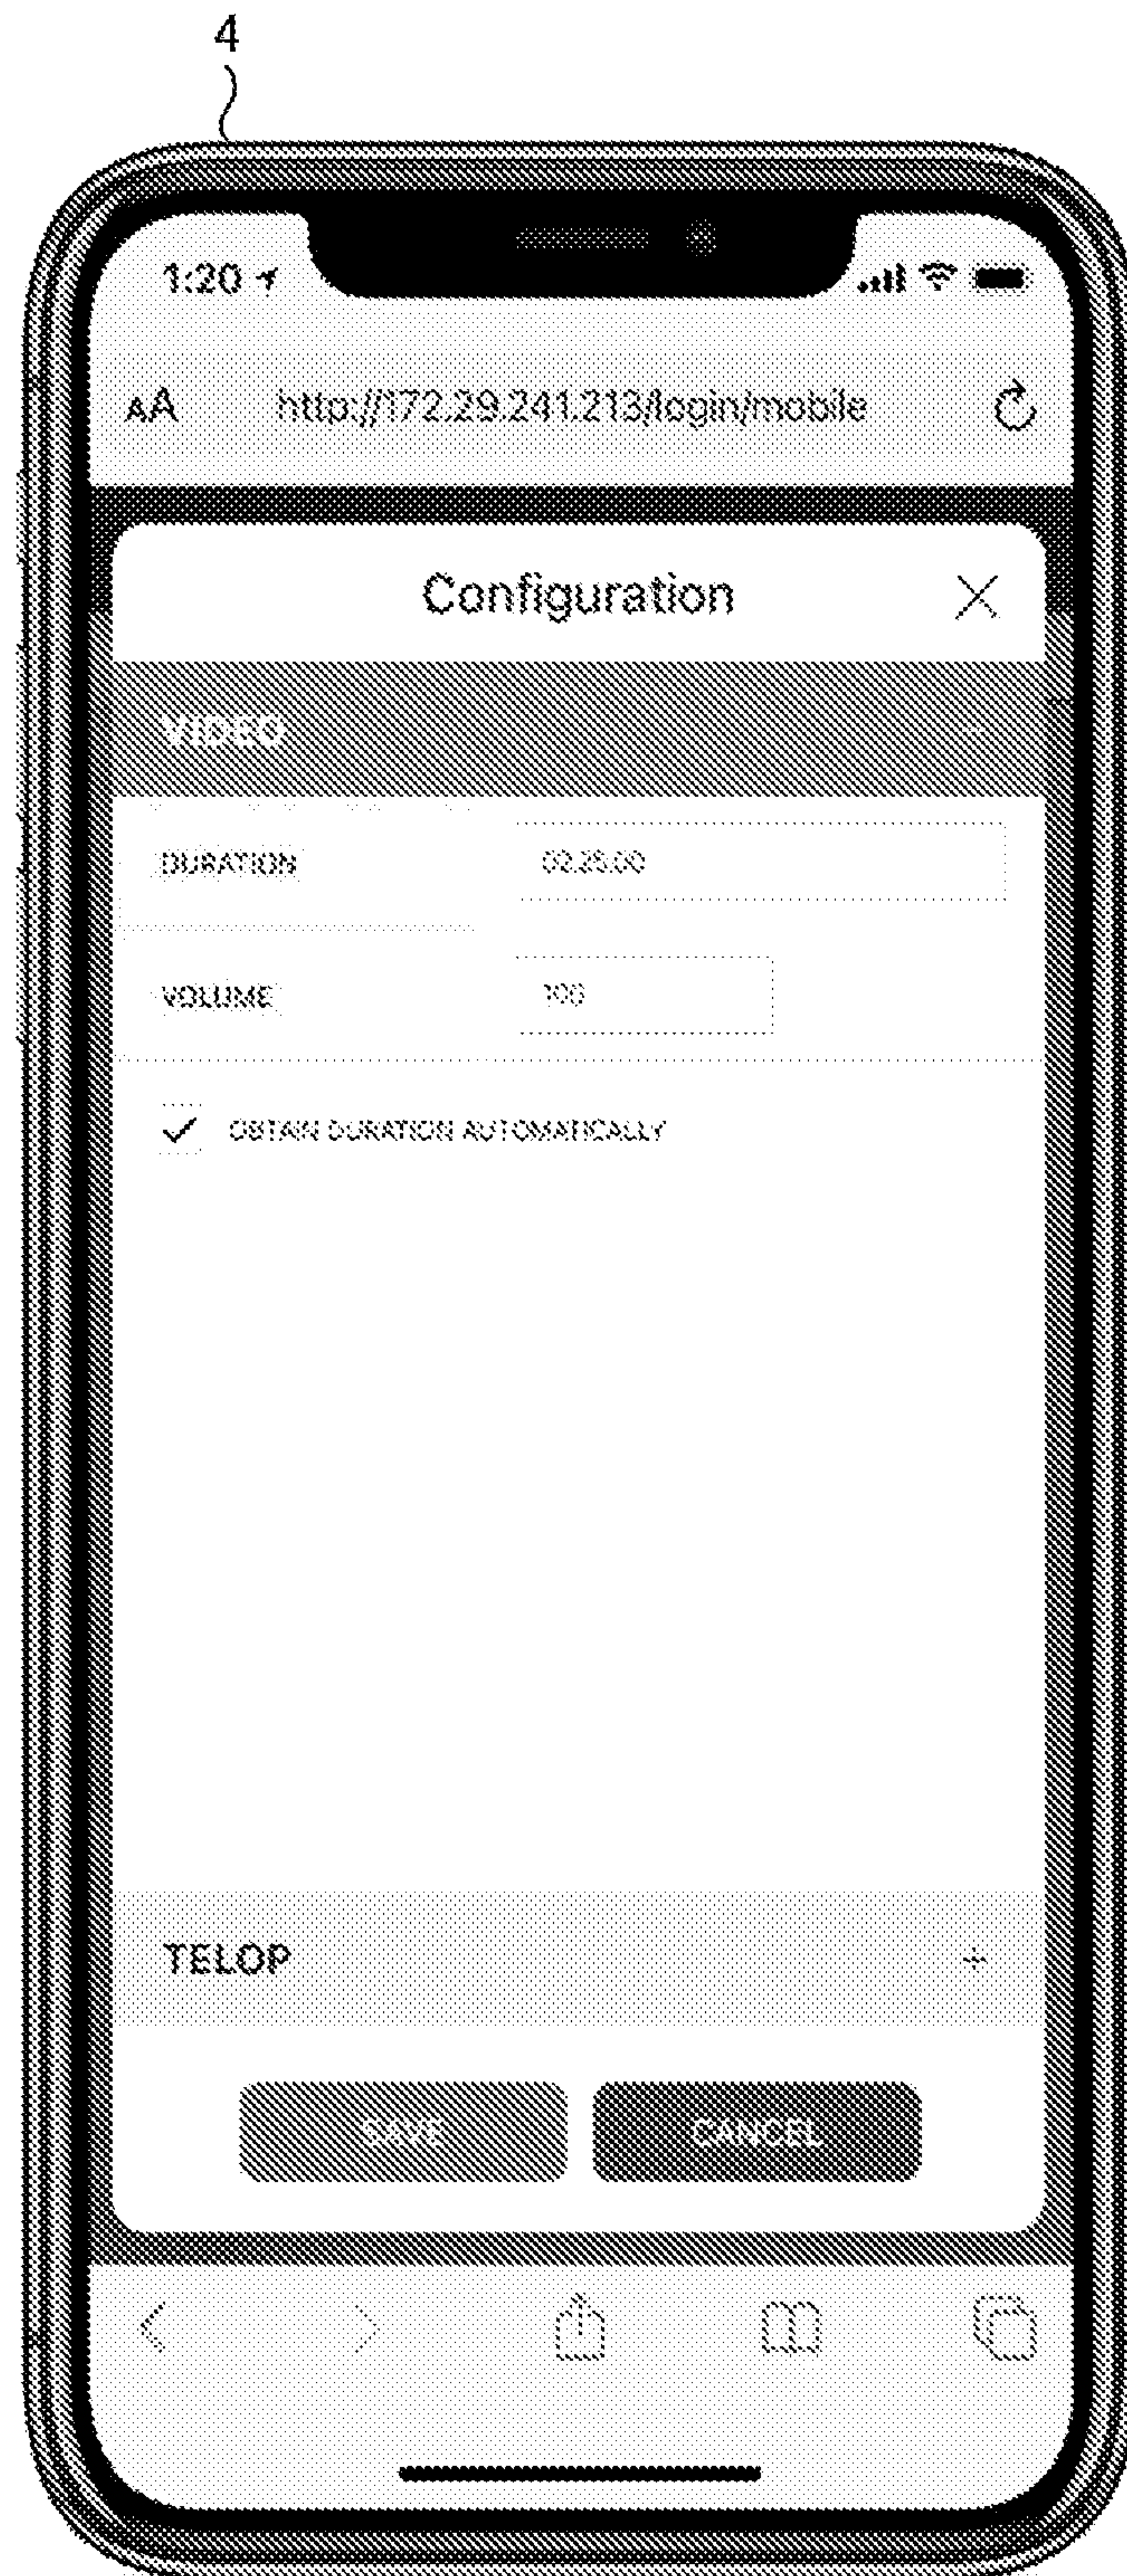 4
1:20
AA http://172.29.241.213/login/mobile
Configuration
VIDEO
DURATION 02.25.00
VOLUME 100
OBTAIN DURATION AUTOMATICALLY
TELOP +
SAVE CANCEL